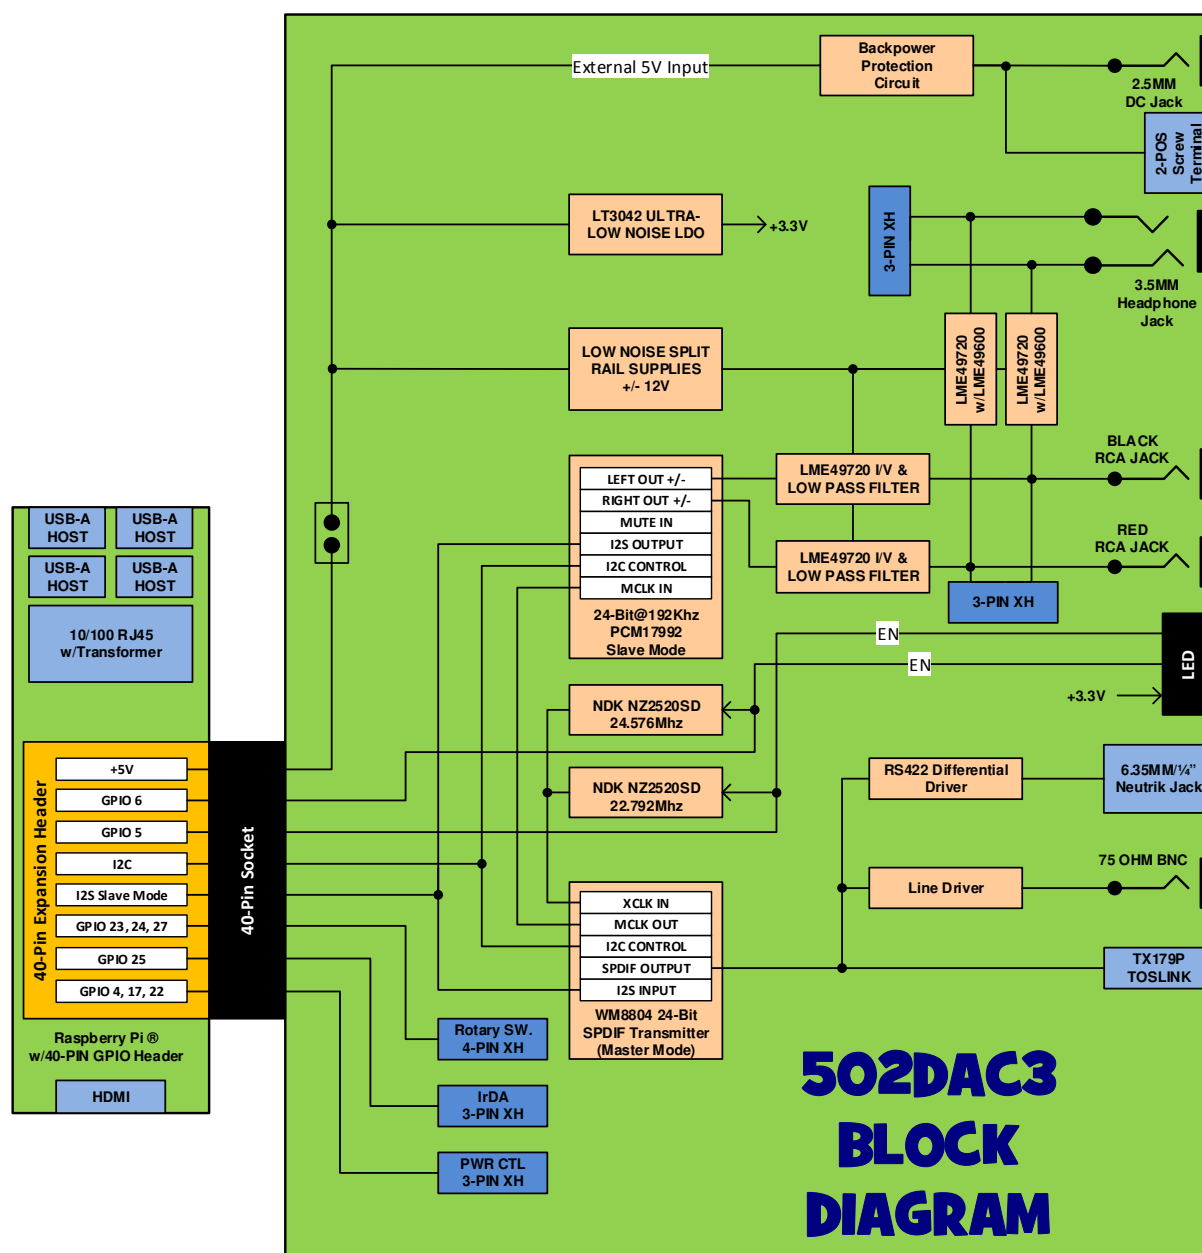 External 5V Input
Backpower
Protection
Circuit
2.5MM
DC Jack
2-POS
Screw
Terminal
LT3042 ULTRA-
LOW NOISE LDO
+3.3V
3-PIN XH
3.5MM
Headphone
Jack
LOW NOISE SPLIT
RAIL SUPPLIES
+/- 12V
LME49720
w/LME49600
LME49720
w/LME49600
LEFT OUT +/-
RIGHT OUT +/-
MUTE IN
I2S OUTPUT
I2C CONTROL
MCLK IN
24-Bit@192Khz
PCM17992
Slave Mode
LME49720 I/V &
LOW PASS FILTER
LME49720 I/V &
LOW PASS FILTER
BLACK
RCA JACK
RED
RCA JACK
3-PIN XH
EN
EN
LED
+3.3V
USB-A
HOST
USB-A
HOST
USB-A
HOST
USB-A
HOST
10/100 RJ45
w/Transformer
NDK NZ2520SD
24.576Mhz
NDK NZ2520SD
22.792Mhz
RS422 Differential
Driver
6.35MM/¼”
Neutrik Jack
Line Driver
75 OHM BNC
TX179P
TOSLINK
40-Pin Expansion Header
+5V
GPIO 6
GPIO 5
I2C
I2S Slave Mode
GPIO 23, 24, 27
GPIO 25
GPIO 4, 17, 22
40-Pin Socket
XCLK IN
MCLK OUT
I2C CONTROL
SPDIF OUTPUT
I2S INPUT
WM8804 24-Bit
SPDIF Transmitter
(Master Mode)
Raspberry Pi ®
w/40-PIN GPIO Header
HDMI
Rotary SW.
4-PIN XH
IrDA
3-PIN XH
PWR CTL
3-PIN XH
502DAC3
BLOCK
DIAGRAM